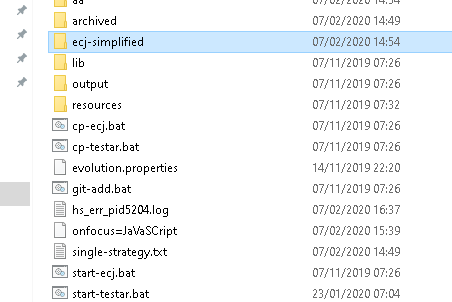 aa 07/02/2020 14:54
archived 07/02/2020 14:49
ecj-simplified 07/02/2020 14:54
lib 07/11/2019 07:26
output 07/11/2019 07:26
resources 07/11/2019 07:32
cp-ecj.bat 07/11/2019 07:26
cp-testar.bat 07/11/2019 07:26
evolution.properties 14/11/2019 22:20
git-add.bat 07/11/2019 07:26
hs_err_pid5204.log 07/02/2020 16:37
onfocus=JaVaSCript 07/02/2020 15:39
single-strategy.txt 07/02/2020 14:49
start-ecj.bat 07/11/2019 07:26
start-testar.bat 23/01/2020 07:04